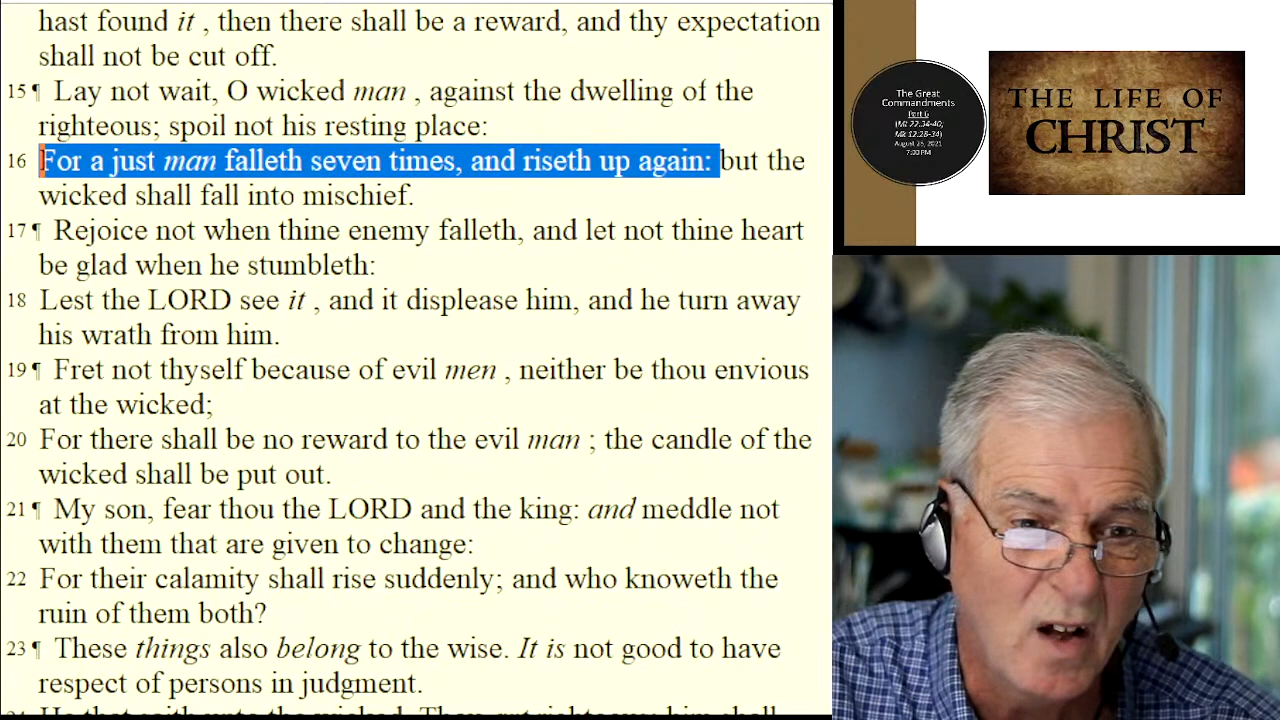 hast found it , then there shall be a reward, and thy expectation
shall not be cut off.
15 ¶ Lay not wait, O wicked man , against the dwelling of the
righteous; spoil not his resting place:
16 For a just man falleth seven times, and riseth up again: but the
wicked shall fall into mischief.
17 ¶ Rejoice not when thine enemy falleth, and let not thine heart
be glad when he stumbleth:
18 Lest the LORD see it , and it displease him, and he turn away
his wrath from him.
19 ¶ Fret not thyself because of evil men , neither be thou envious
at the wicked;
20 For there shall be no reward to the evil man ; the candle of the
wicked shall be put out.
21 ¶ My son, fear thou the LORD and the king: and meddle not
with them that are given to change:
22 For their calamity shall rise suddenly; and who knoweth the
ruin of them both?
23 ¶ These things also belong to the wise. It is not good to have
respect of persons in judgment.
The Great
Commandments
Part 6
7:00 PM
THE LIFE OF
CHRIST